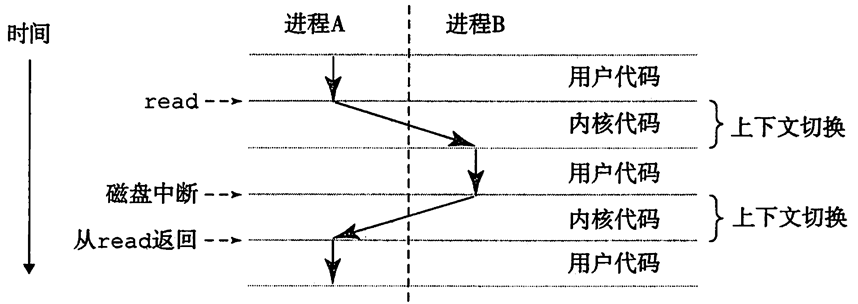 进程A
进程B
时间
用户代码
read
内核代码
上下文切换
用户代码
磁盘中断
内核代码
上下文切换
从read返回
用户代码